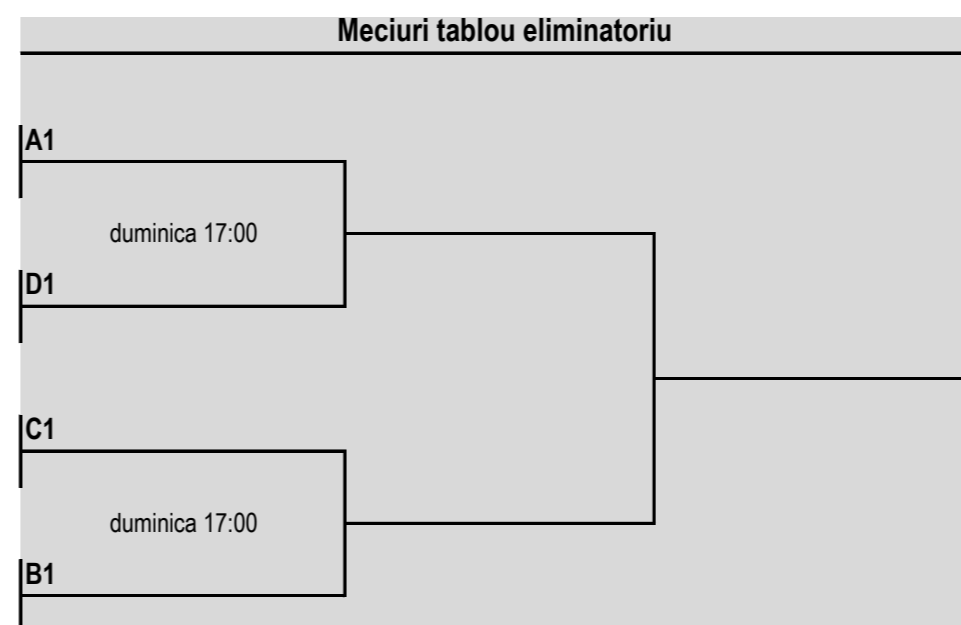 Meciuri tablou eliminatoriu
A1
duminica 17:00
D1
C1
duminica 17:00
B1